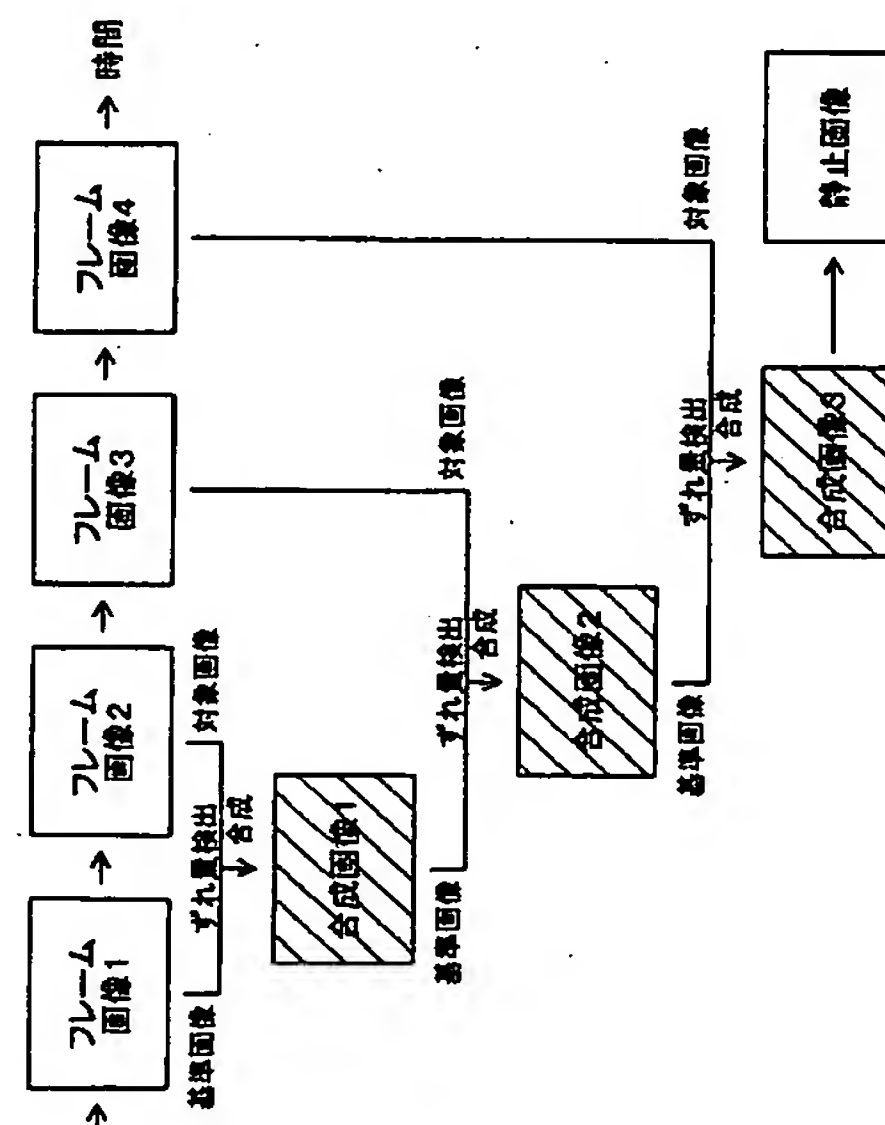 フレーム
画像1
フレーム
画像2
フレーム
画像3
フレーム
画像4
時間
基準画像
ずれ量検出
対象画像
合成
合成画像1
基準画像
ずれ量検出
対象画像
合成
合成画像2
基準画像
ずれ量検出
対象画像
合成
合成画像3
静止画像